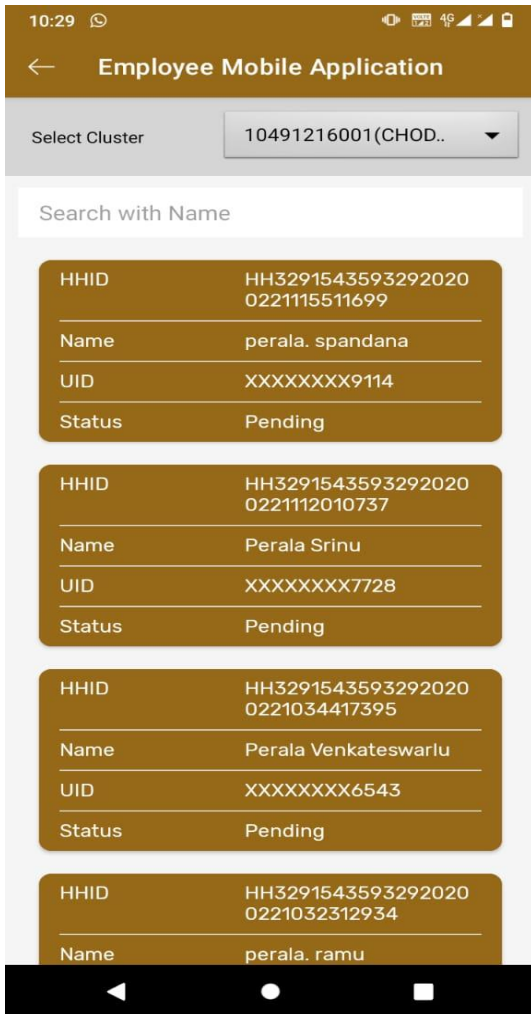 10:29 4G
Employee Mobile Application
Select Cluster 10491216001(CHOD..
Search with Name
HHID HH3291543593292020
0221115511699
Name perala. spandana
UID XXXXXXXX9114
Status Pending
HHID HH3291543593292020
0221112010737
Name Perala Srinu
UID XXXXXXXX7728
Status Pending
HHID HH3291543593292020
0221034417395
Name Perala Venkateswarlu
UID XXXXXXXX6543
Status Pending
HHID HH3291543593292020
0221032312934
Name perala. ramu